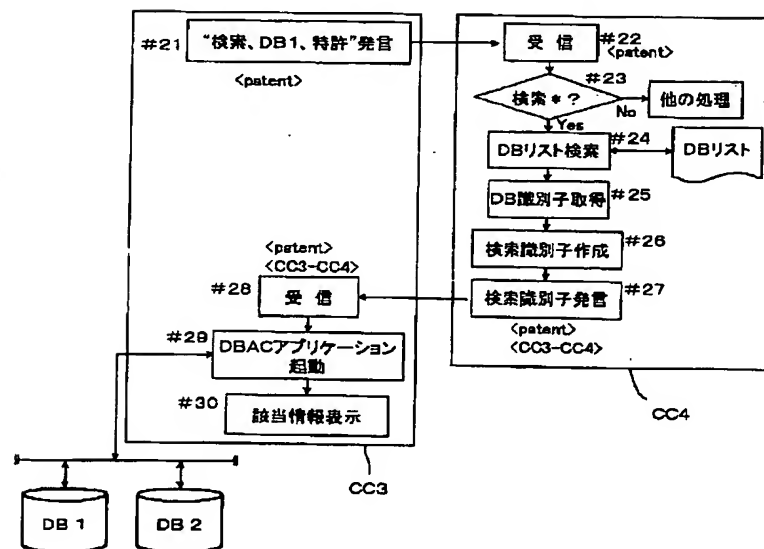 #21
"検索、DB1、特許"発言
<patent>
受 信
#22
<patent>
#23
検索*?
No
他の処理
Yes
#24
DBリスト検索
DBリスト
#25
DB識別子取得
#26
検索識別子作成
#27
検索識別子発言
<patent>
<CC3-CC4>
<patent>
<CC3-CC4>
#28
受 信
#29
DBACアプリケーション
起動
#30
該当情報表示
CC3
CC4
DB 1
DB 2